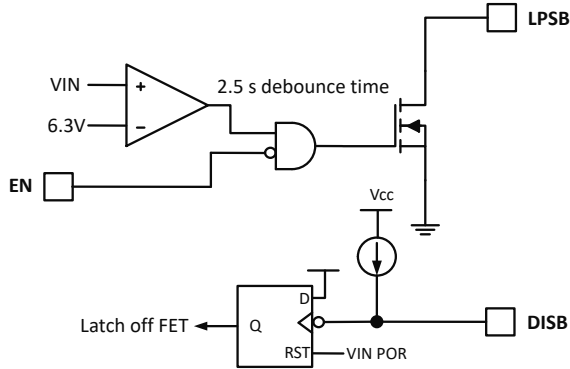 LPSB
VIN
+
2.5 s debounce time
6.3V
−
EN
Vcc
D
Latch off FET
Q
DISB
RST
VIN POR